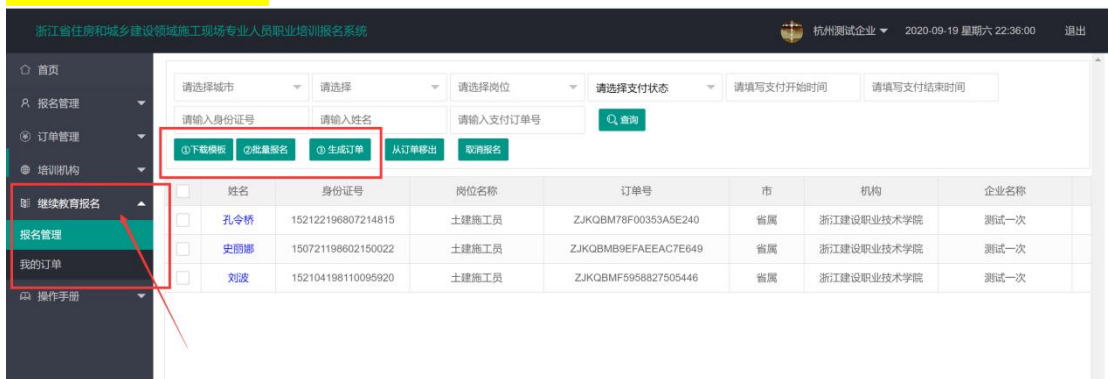 浙江省住房和城乡建设领域施工现场专业人员职业培训报名系统 杭州测试企业 2020-09-19 星期六 22:36:00 退出
首页
报名管理
订单管理
培训机构
继续教育报名
报名管理
我的订单
操作手册
请选择城市 请选择 请选择岗位 请选择支付状态 请填写支付开始时间 请填写支付结束时间
请输入身份证号 请输入姓名 请输入支付订单号 查询
①下载模板 ②批量报名 ③生成订单 从订单移出 取消报名
姓名 身份证号 岗位名称 订单号 市 机构 企业名称
孔令桥 152122196807214815 土建施工员 ZJKQBM78F00353A5E240 省属 浙江建设职业技术学院 测试一次
史丽娜 150721198602150022 土建施工员 ZJKQBMB9EFAEEAC7E649 省属 浙江建设职业技术学院 测试一次
刘波 152104198110095920 土建施工员 ZJKQBMF5958827505446 省属 浙江建设职业技术学院 测试一次